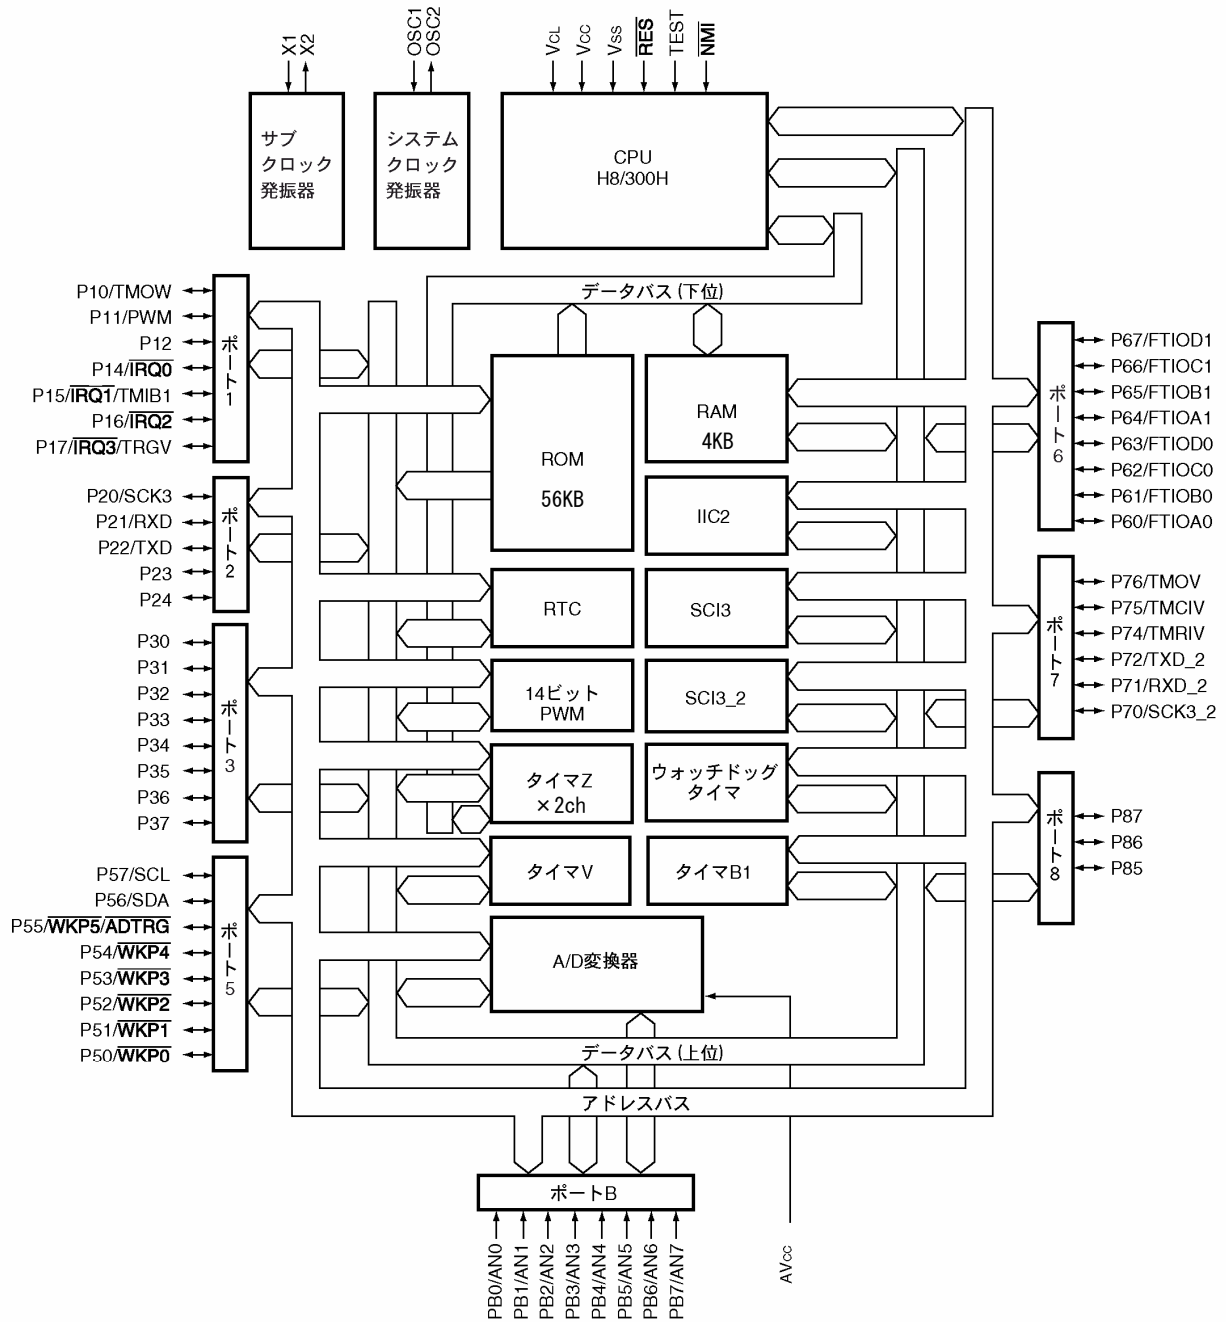 X1
X2
OSC1
OSC2
VCL
VCC
VSS
RES
TEST
NMI
サブ
クロック
発振器
システム
クロック
発振器
CPU
H8/300H
データバス(下位)
P10/TMOW
P11/PWM
P12
P14/IRQ0
P15/IRQ1/TMIB1
P16/IRQ2
P17/IRQ3/TRGV
ポート1
P20/SCK3
P21/RXD
P22/TXD
P23
P24
ポート2
P30
P31
P32
P33
P34
P35
P36
P37
ポート3
P57/SCL
P56/SDA
P55/WKP5/ADTRG
P54/WKP4
P53/WKP3
P52/WKP2
P51/WKP1
P50/WKP0
ポート5
ROM
56KB
RAM
4KB
IIC2
RTC
SCI3
14ビット
PWM
SCI3_2
タイマZ
×2ch
ウォッチドッグ
タイマ
タイマV
タイマB1
A/D変換器
ポート6
P67/FTIOD1
P66/FTIOC1
P65/FTIOB1
P64/FTIOA1
P63/FTIOD0
P62/FTIOC0
P61/FTIOB0
P60/FTIOA0
ポート7
P76/TMOV
P75/TMCIV
P74/TMRIV
P72/TXD_2
P71/RXD_2
P70/SCK3_2
ポート8
P87
P86
P85
データバス(上位)
アドレスバス
ポートB
PB0/AN0
PB1/AN1
PB2/AN2
PB3/AN3
PB4/AN4
PB5/AN5
PB6/AN6
PB7/AN7
AVCC